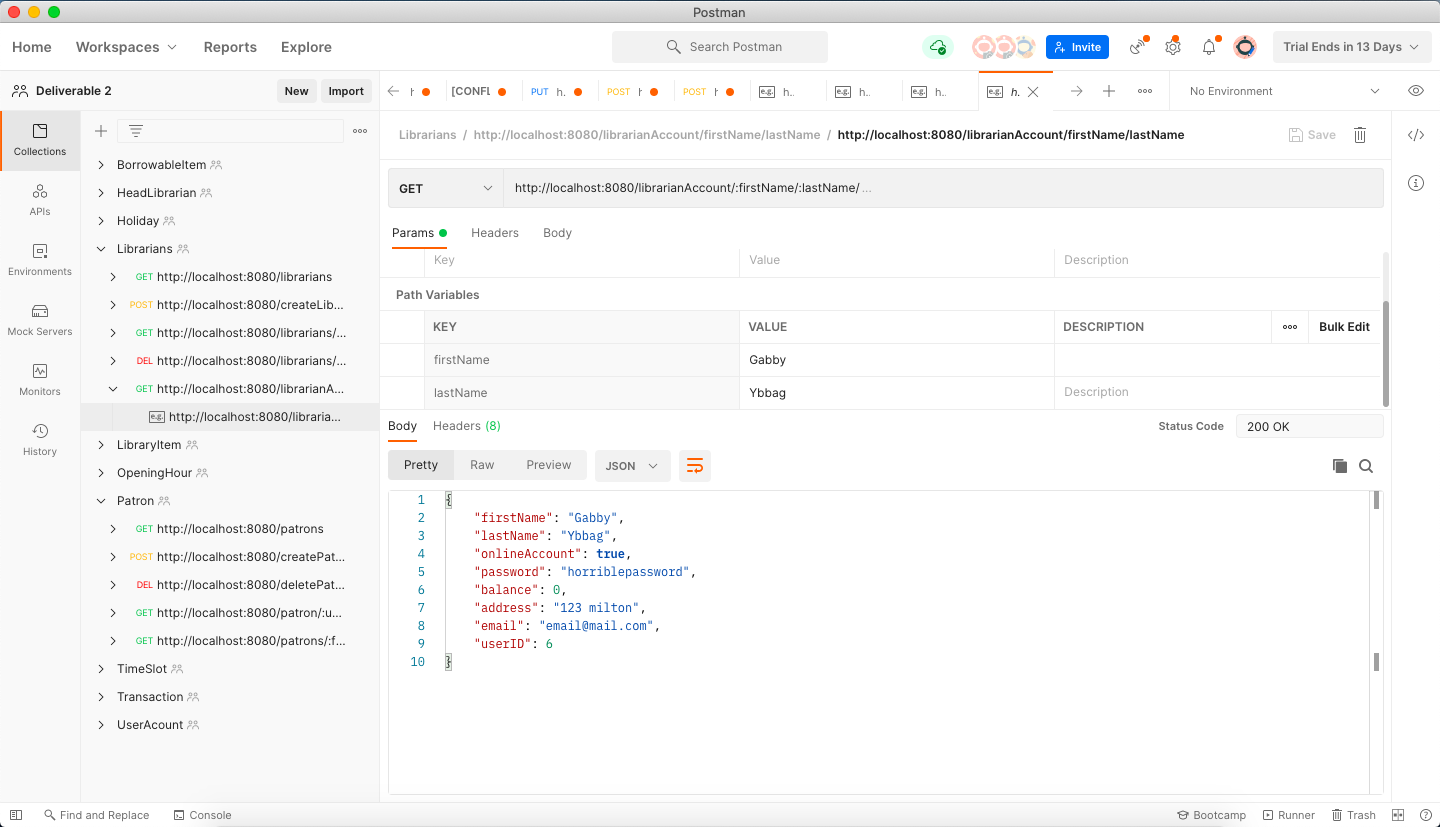 Postman
Home Workspaces Reports Explore Search Postman Invite Trial Ends in 13 Days
Deliverable 2 New Import
h [CONFL PUT h. POST h POST h e.g. h.. e.g. h.. e.g. h.. e.g. h.. No Environment
Librarians / http://localhost:8080/librarianAccount/firstName/lastName / http://localhost:8080/librarianAccount/firstName/lastName Save
GET http://localhost:8080/librarianAccount/:firstName/:lastName/ ...
Params Headers Body
Key Value Description
Path Variables
KEY VALUE DESCRIPTION Bulk Edit
firstName Gabby
lastName Ybbag Description
Body Headers (8) Status Code 200 OK
Pretty Raw Preview JSON
1 {
2 "firstName": "Gabby",
3 "lastName": "Ybbag",
4 "onlineAccount": true,
5 "password": "horriblepassword",
6 "balance": 0,
7 "address": "123 milton",
8 "email": "email@mail.com",
9 "userID": 6
10 }
Collections
APIs
Environments
Mock Servers
Monitors
History
BorrowableItem
HeadLibrarian
Holiday
Librarians
GET http://localhost:8080/librarians
POST http://localhost:8080/createLib...
GET http://localhost:8080/librarians/...
DEL http://localhost:8080/librarians/...
GET http://localhost:8080/librarianA...
e.g. http://localhost:8080/libraria...
LibraryItem
OpeningHour
Patron
GET http://localhost:8080/patrons
POST http://localhost:8080/createPat...
DEL http://localhost:8080/deletePat...
GET http://localhost:8080/patron/:u...
GET http://localhost:8080/patrons/:f...
TimeSlot
Transaction
UserAcount
Find and Replace Console Bootcamp Runner Trash